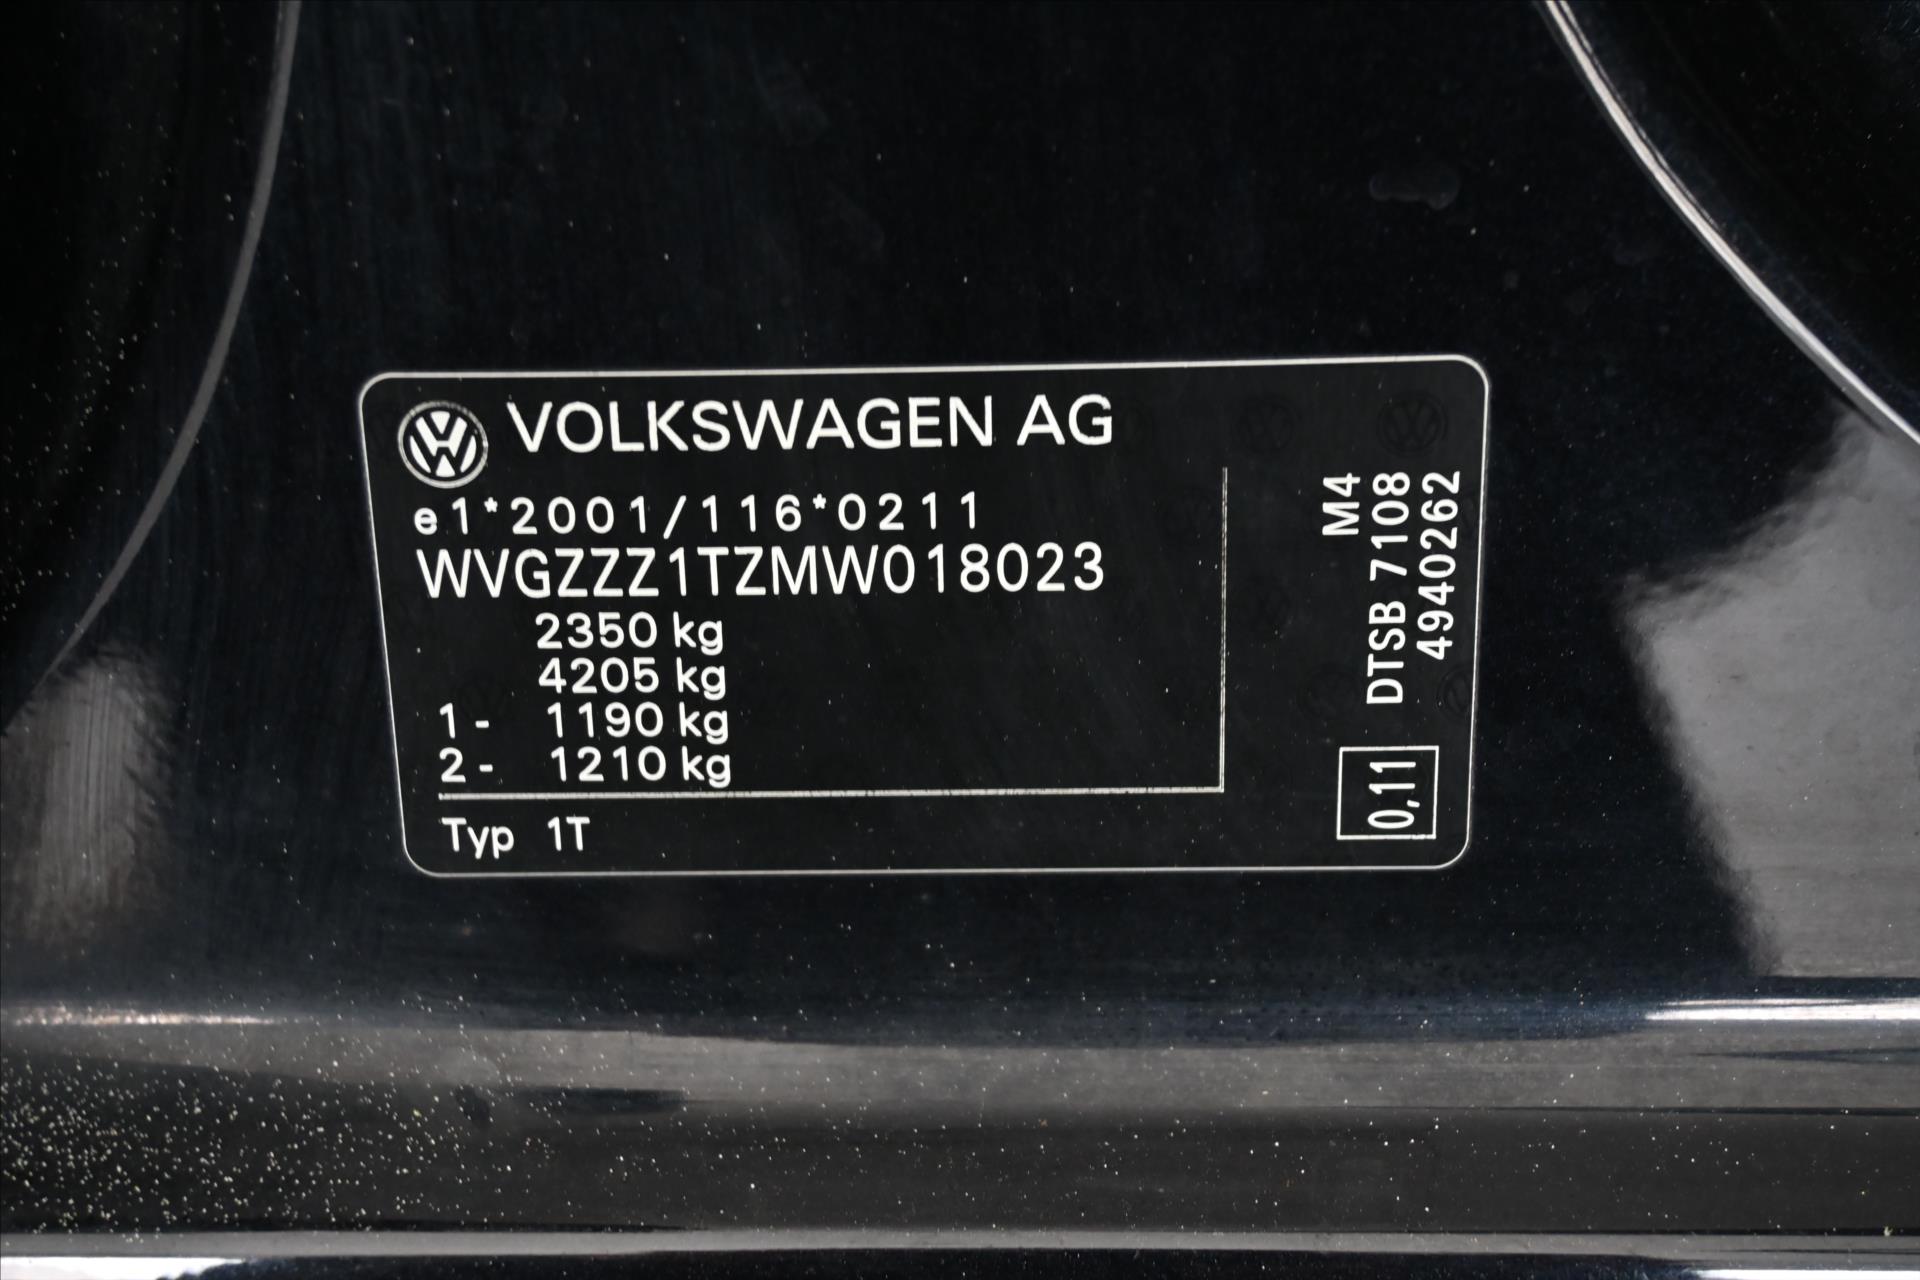 VOLKSWAGEN AG
e1*2001/116*0211
WVGZZZ1TZMW018023
2350 kg
4205 kg
1- 1190 kg
2- 1210 kg
Typ 1T
M4
DTSB 7108
4940262
0,11